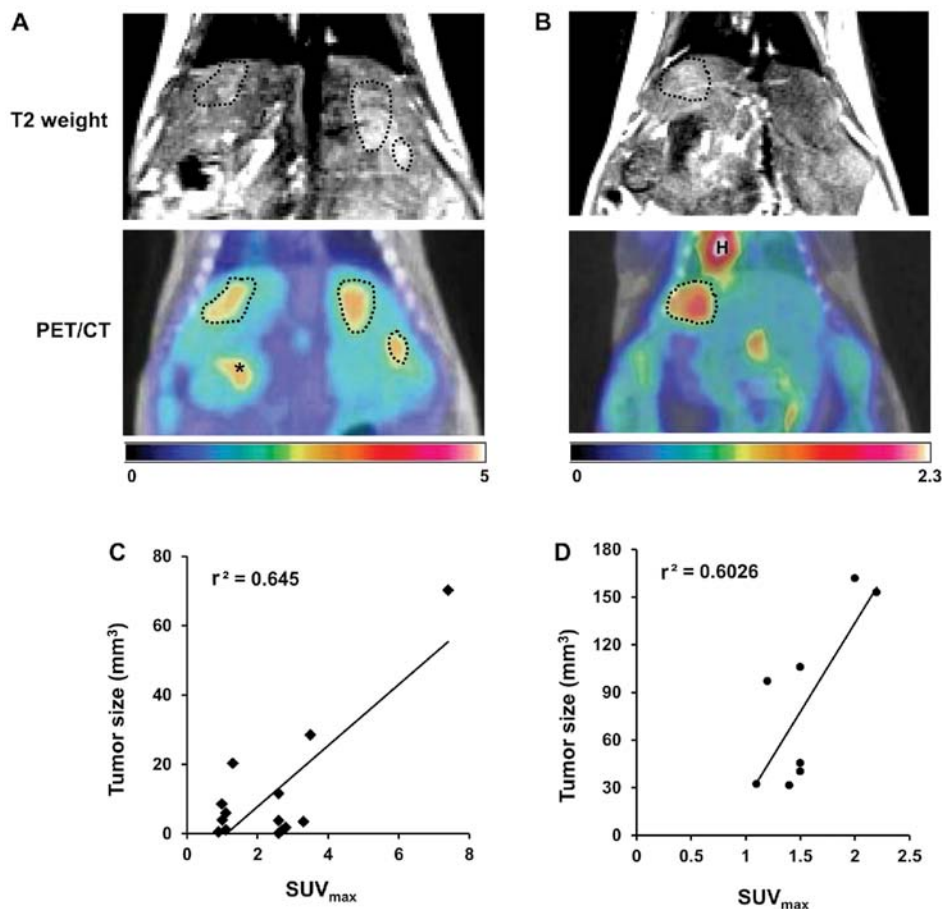 A
B
T2 weight
H
PET/CT
*
0
5
0
2.3
C
r² = 0.645
80
60
40
20
0
Tumor size (mm³)
0
2
4
6
8
SUVmax
D
r² = 0.6026
180
150
120
90
60
30
0
Tumor size (mm³)
0
0.5
1
1.5
2
2.5
SUVmax